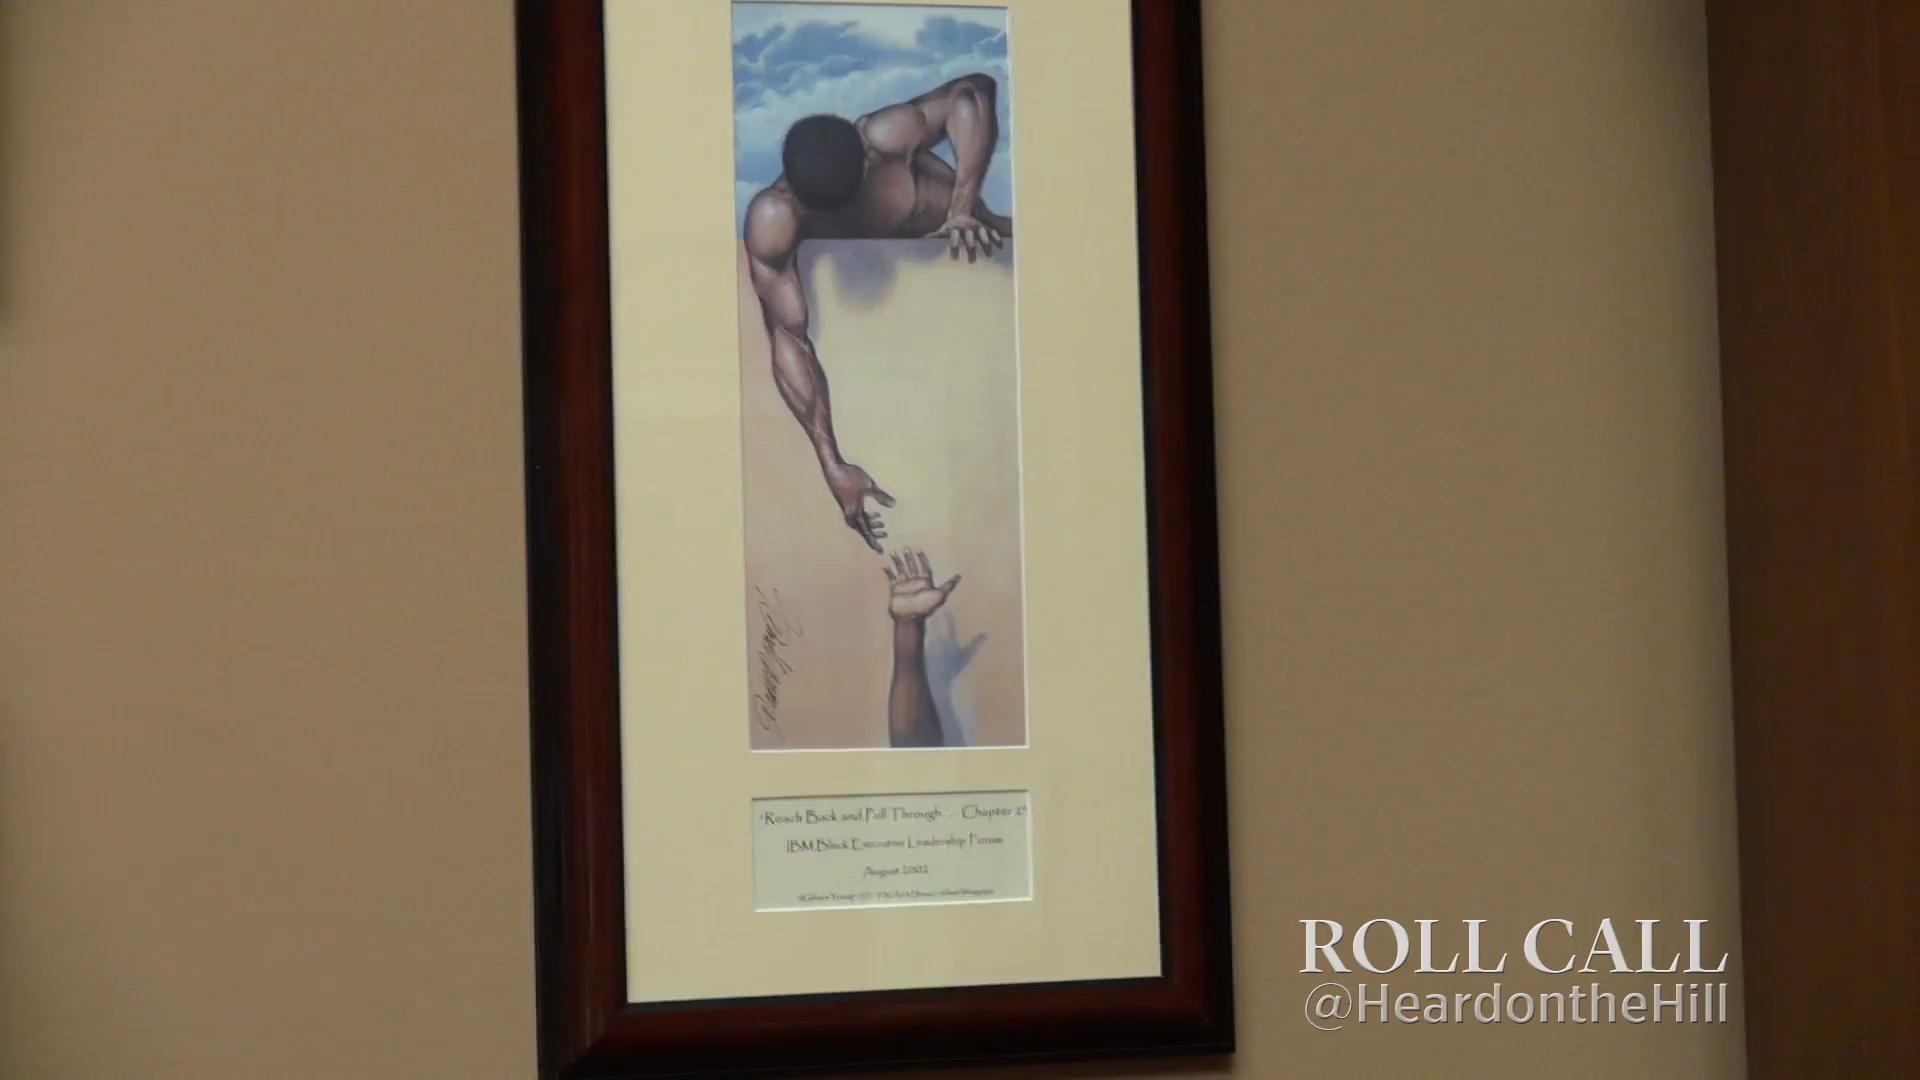 "Reach Back and Pull Through.... Chapter 2"
IBM Black Executive Leadership Forum
August 2002
ROLL CALL
@HeardontheHill